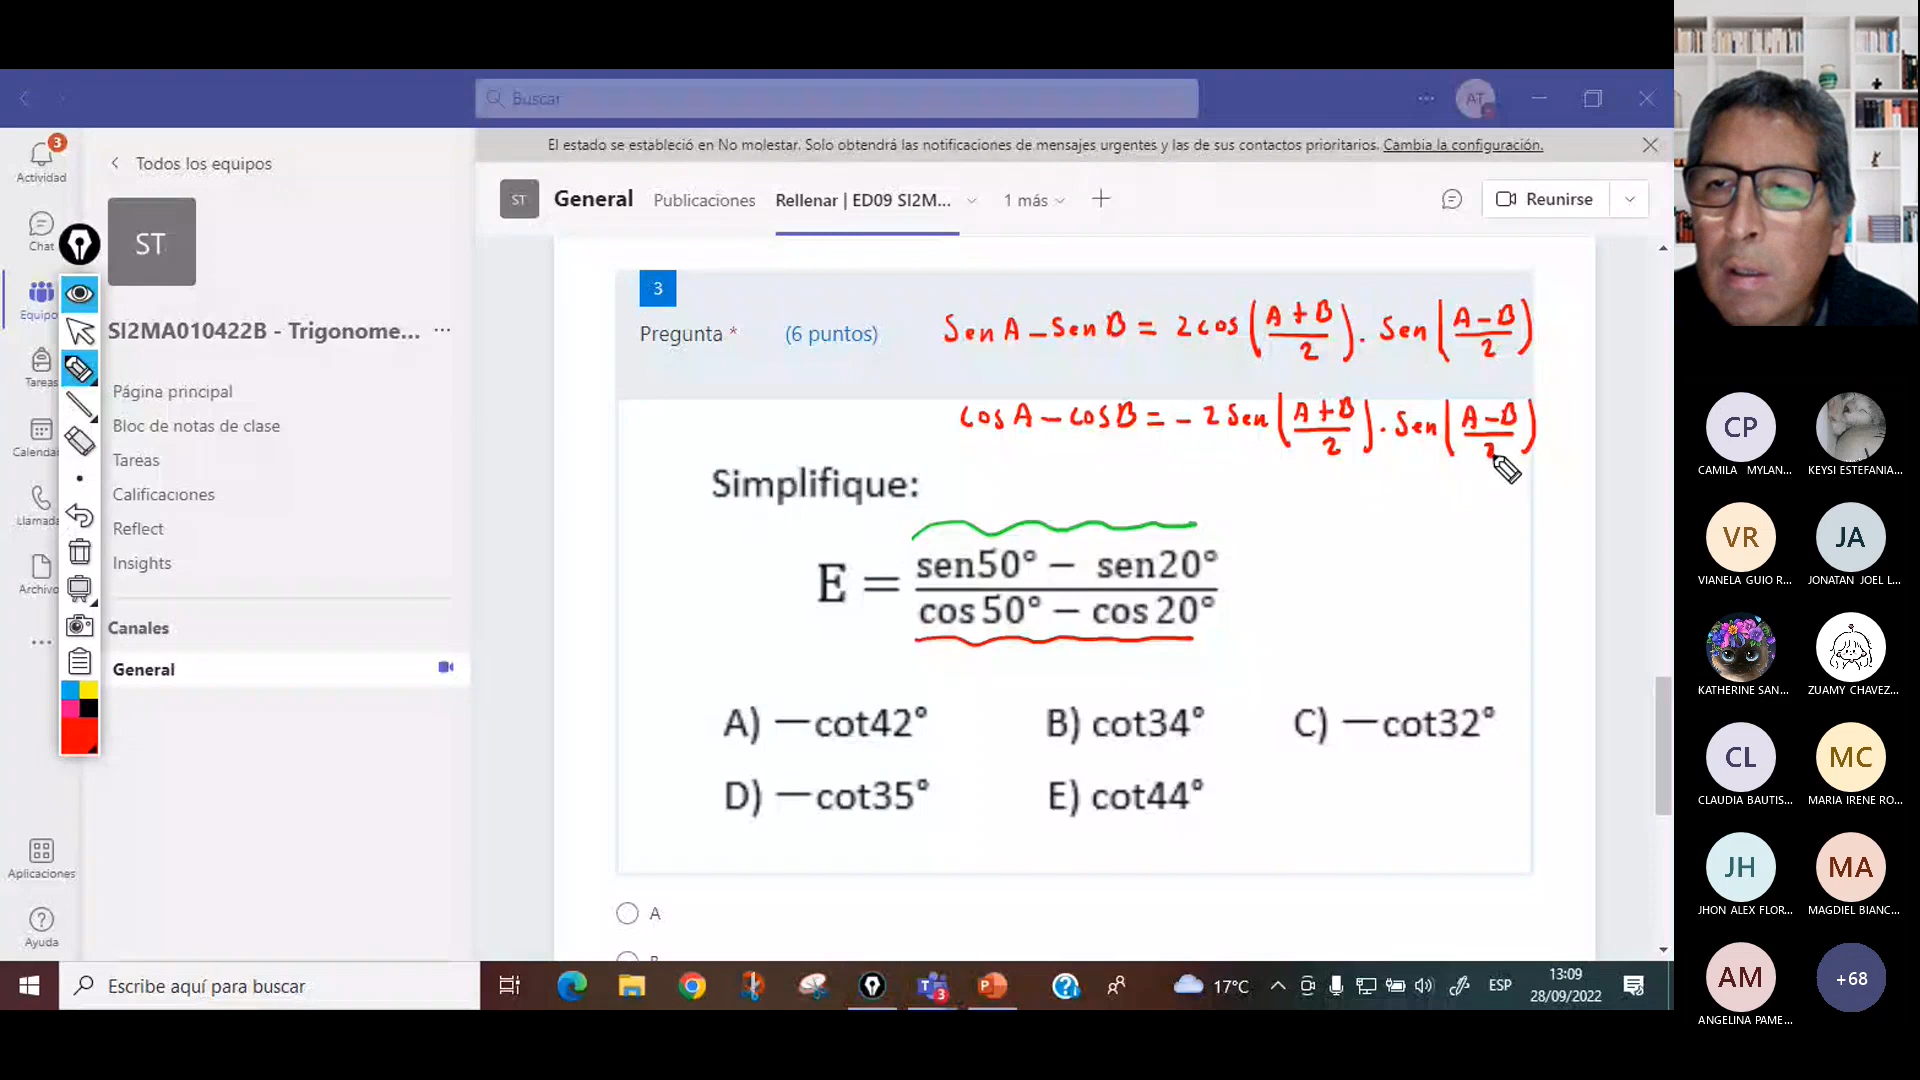 Buscar
AT
El estado se estableció en No molestar. Solo obtendrá las notificaciones de mensajes urgentes y las de sus contactos prioritarios. Cambia la configuración.
3
Actividad
Chat
Equipo
Tareas
Calendar
Llamada
Archivo
Aplicaciones
Ayuda
Todos los equipos
ST
SI2MA010422B - Trigonome... ...
Página principal
Bloc de notas de clase
Tareas
Calificaciones
Reflect
Insights
Canales
General
ST General Publicaciones Rellenar | ED09 SI2M... 1 más Reunirse
3
Pregunta * (6 puntos)
Sen A - Sen B = 2 cos (A + B / 2) . Sen (A - B / 2)
Cos A - Cos B = - 2 Sen (A + B / 2) . Sen (A - B / 2)
Simplifique:
E = sen50° − sen20° / cos 50° − cos 20°
A) −cot42° B) cot34° C) −cot32°
D) −cot35° E) cot44°
A
Escribe aquí para buscar
3
17°C
ESP
13:09
28/09/2022
CP
CAMILA MYLAN...
KEYSI ESTEFANIA...
VR
VIANELA GUIO R...
JA
JONATAN JOEL L...
KATHERINE SAN...
ZUAMY CHAVEZ...
CL
CLAUDIA BAUTIS...
MC
MARIA IRENE RO...
JH
JHON ALEX FLOR...
MA
MAGDIEL BIANC...
AM
ANGELINA PAME...
+68